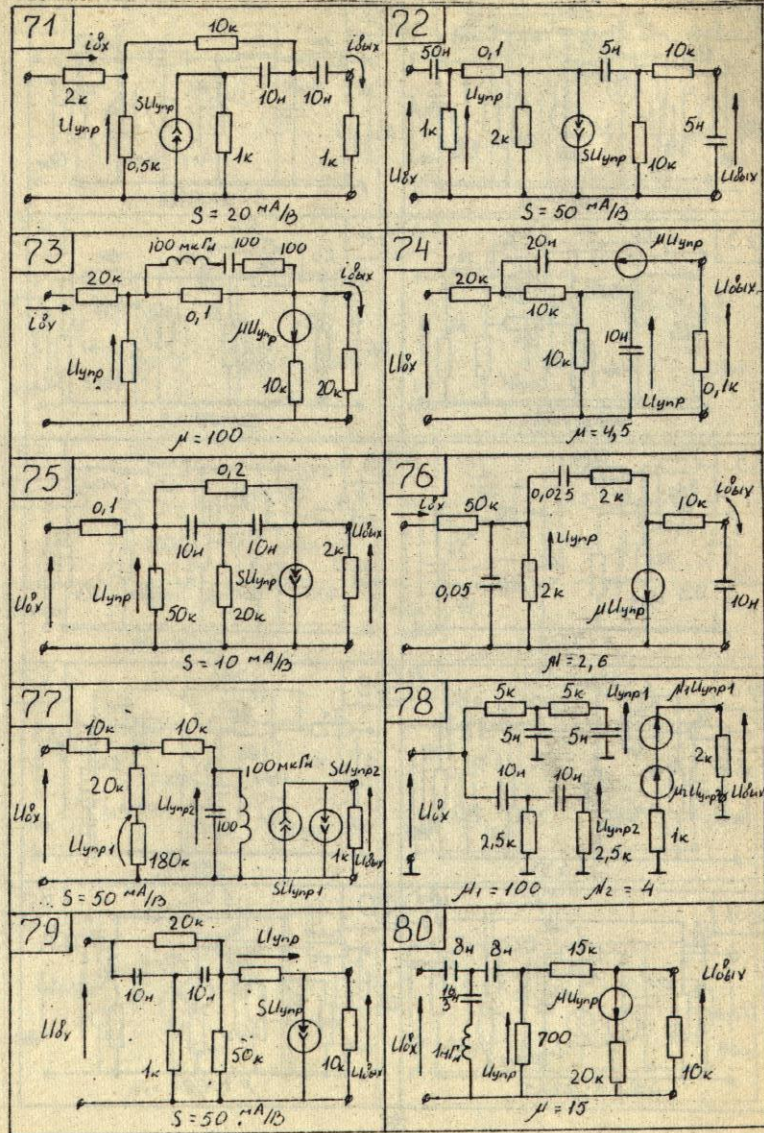 71
10к
iвх
iвых
2к
10н
10н
Uупр
SUупр
0,5к
1к
1к
S = 20 мА/В
72
50н
0,1
5н
10к
Uупр
1к
2к
SUупр
10к
5н
Uвх
Uвых
S = 50 мА/В
73
100 мкГн
100
100
20к
iвх
iвых
0,1
μUупр
Uупр
10к
20к
μ = 100
74
20н
μUупр
20к
10к
Uвх
10к
10н
Uупр
0,1к
Uвых
μ = 4,5
75
0,2
0,1
10н
10н
Uвх
Uупр
50к
20к
SUупр
2к
Uвых
S = 10 мА/В
76
0,025
2к
iвх
50к
10к
iвых
Uупр
0,05
2к
μUупр
10н
μ = 2,6
77
10к
10к
20к
100 мкГн
SUупр2
Uвх
Uупр2
100
Uупр1
180к
1к
Uвых
SUупр1
S = 50 мА/В
78
5к
5к
Uупр1
μ1Uупр1
5н
5н
2к
10н
10н
Uвх
Uупр2
μ2Uупр2
Uвых
2,5к
2,5к
1к
μ1 = 100
μ2 = 4
79
20к
Uупр
10н
10н
Uвх
SUупр
1к
50к
10к
Uвых
S = 50 мА/В
80
8н
8н
15к
16/3н
μUупр
Uвых
Uвх
1мГн
Uупр
700
20к
10к
μ = 15